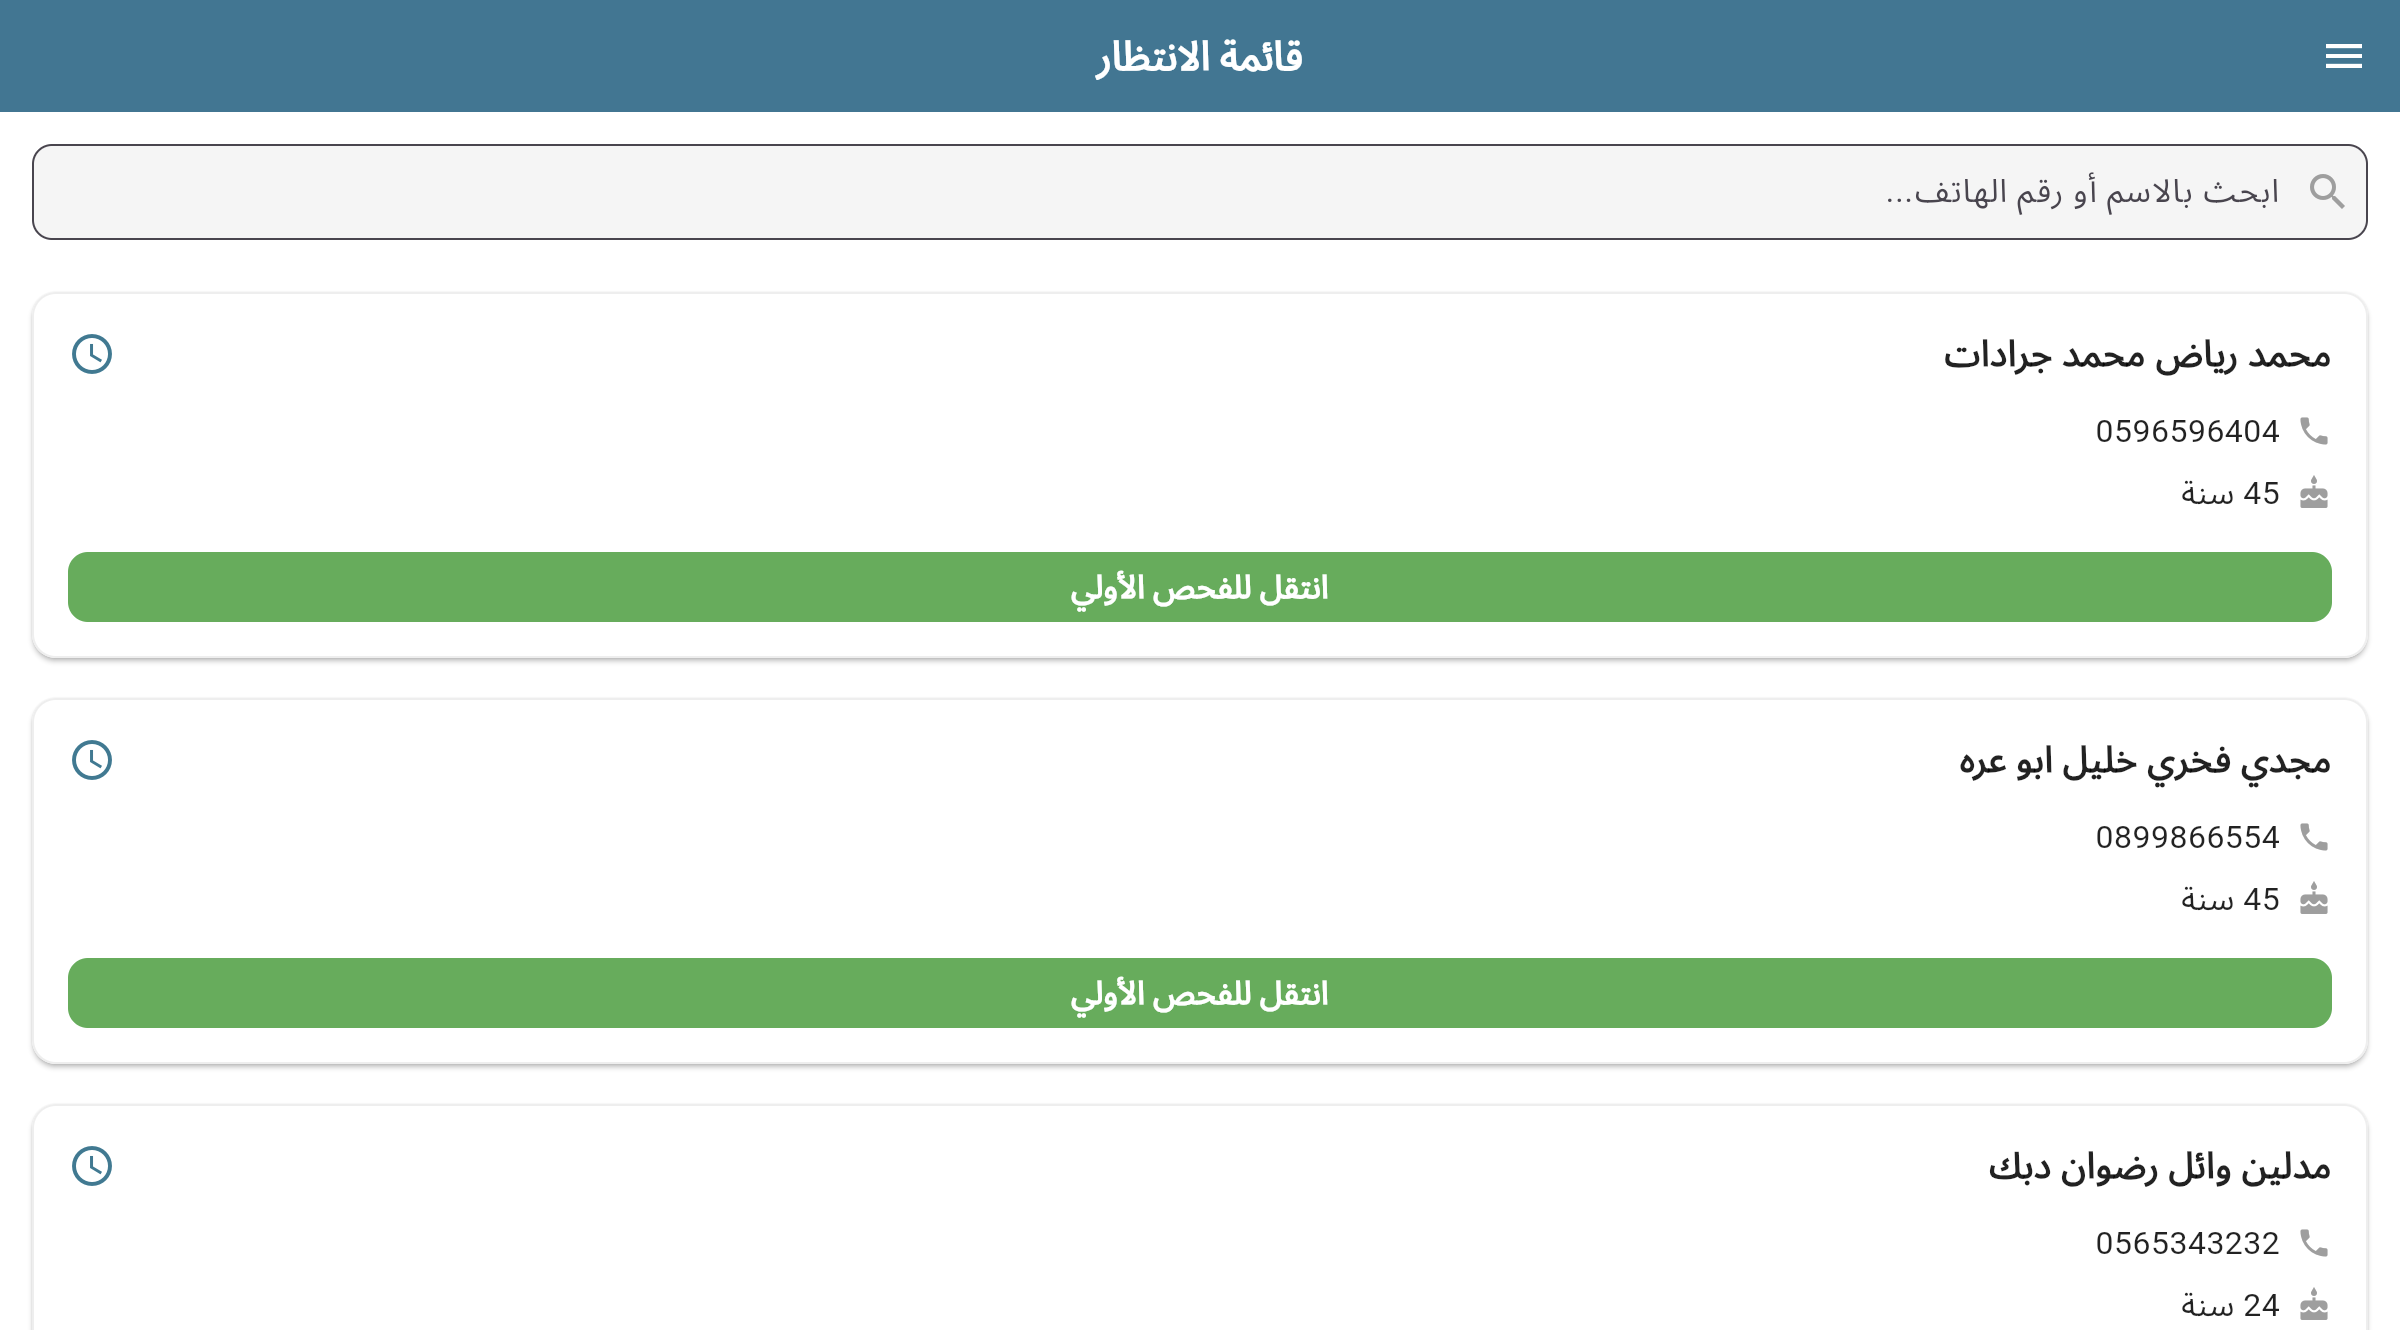 قائمة الانتظار
ابحث بالاسم أو رقم الهاتف...
محمد رياض محمد جرادات
0596596404
45 سنة
انتقل للفحص الأولي
مجدي فخري خليل ابو عره
0899866554
45 سنة
انتقل للفحص الأولي
مدلين وائل رضوان دبك
0565343232
24 سنة